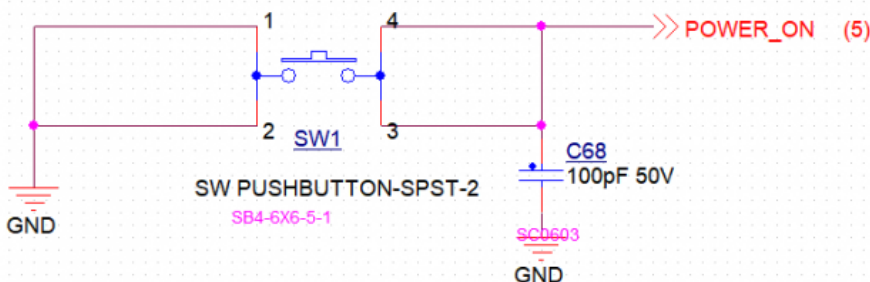 1
4
POWER_ON (5)
2
SW1
3
C68
100pF 50V
SW PUSHBUTTON-SPST-2
SB4-6X6-5-1
GND
SC0603
GND